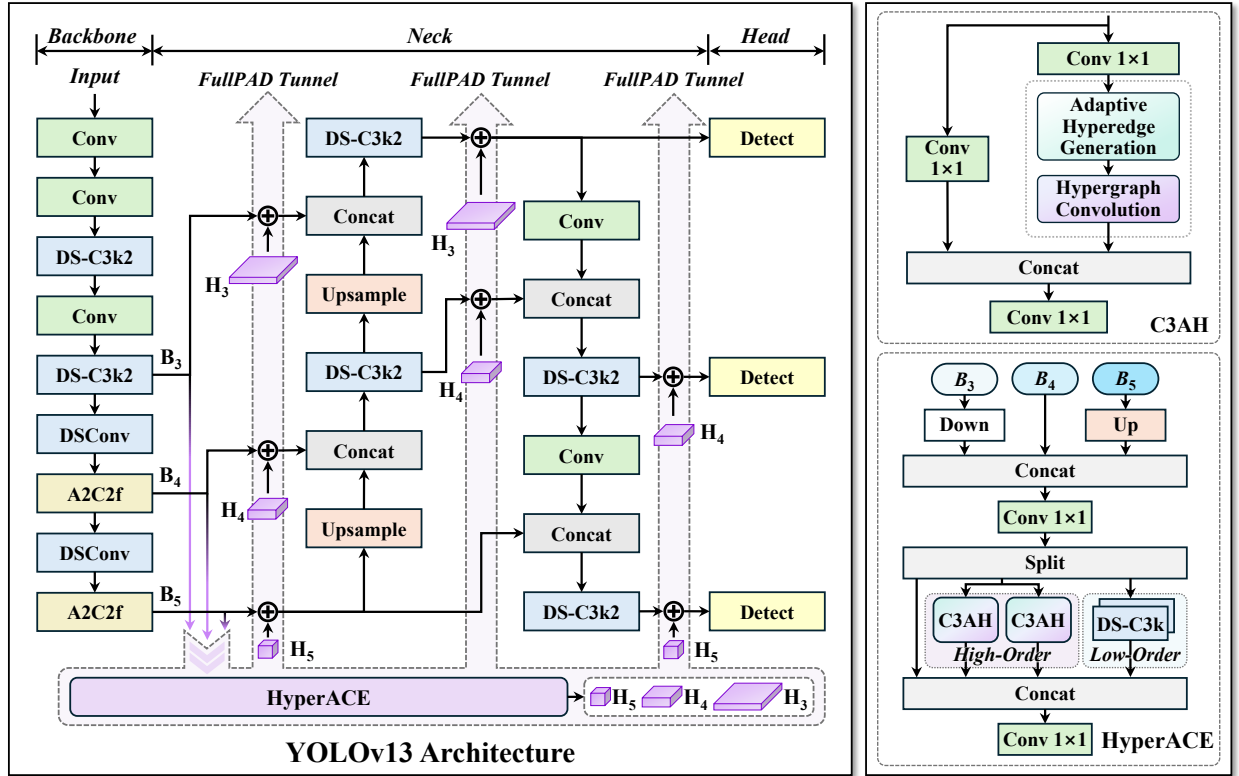 Backbone
Neck
Head
Input
FullPAD Tunnel
FullPAD Tunnel
FullPAD Tunnel
Conv
DS-C3k2
Detect
Conv
Concat
Conv
H3
H3
DS-C3k2
Upsample
Concat
Conv
B3
DS-C3k2
DS-C3k2
H4
DS-C3k2
Detect
DSConv
Concat
H4
Conv
B4
A2C2f
H4
Upsample
Concat
DSConv
B5
A2C2f
DS-C3k2
Detect
H5
H5
HyperACE
H5
H4
H3
YOLOv13 Architecture
Conv 1×1
Adaptive
Hyperedge
Generation
Conv
1×1
Hypergraph
Convolution
Concat
Conv 1×1
C3AH
B3
B4
B5
Down
Up
Concat
Conv 1×1
Split
C3AH
C3AH
DS-C3k
High-Order
Low-Order
Concat
Conv 1×1
HyperACE